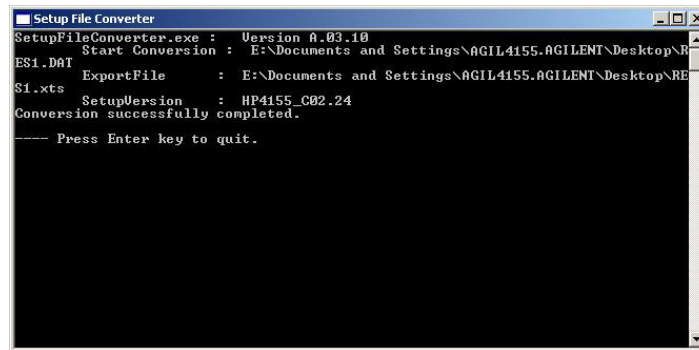 Setup File Converter
SetupFileConverter.exe :   Version A.03.10
        Start Conversion :  E:\Documents and Settings\AGIL4155.AGILENT\Desktop\R
ES1.DAT
        ExportFile       :  E:\Documents and Settings\AGIL4155.AGILENT\Desktop\RE
S1.xts
        SetupVersion     :  HP4155_C02.24
Conversion successfully completed.
---- Press Enter key to quit.